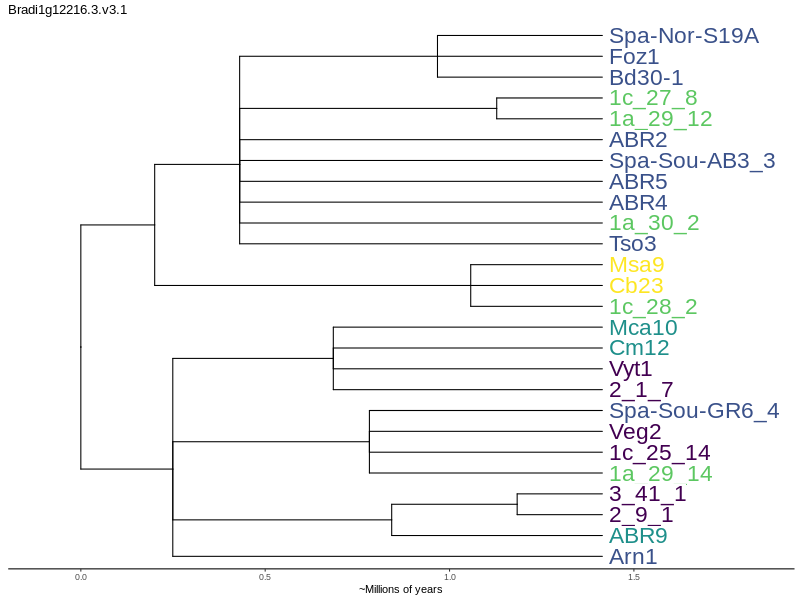 Bradi1g12216.3.v3.1
Spa-Nor-S19A
Foz1
Bd30-1
1c_27_8
1a_29_12
ABR2
Spa-Sou-AB3_3
ABR5
ABR4
1a_30_2
Tso3
Msa9
Cb23
1c_28_2
Mca10
Cm12
Vyt1
2_1_7
Spa-Sou-GR6_4
Veg2
1c_25_14
1a_29_14
3_41_1
2_9_1
ABR9
Arn1
0.0 0.5 1.0 1.5
~Millions of years